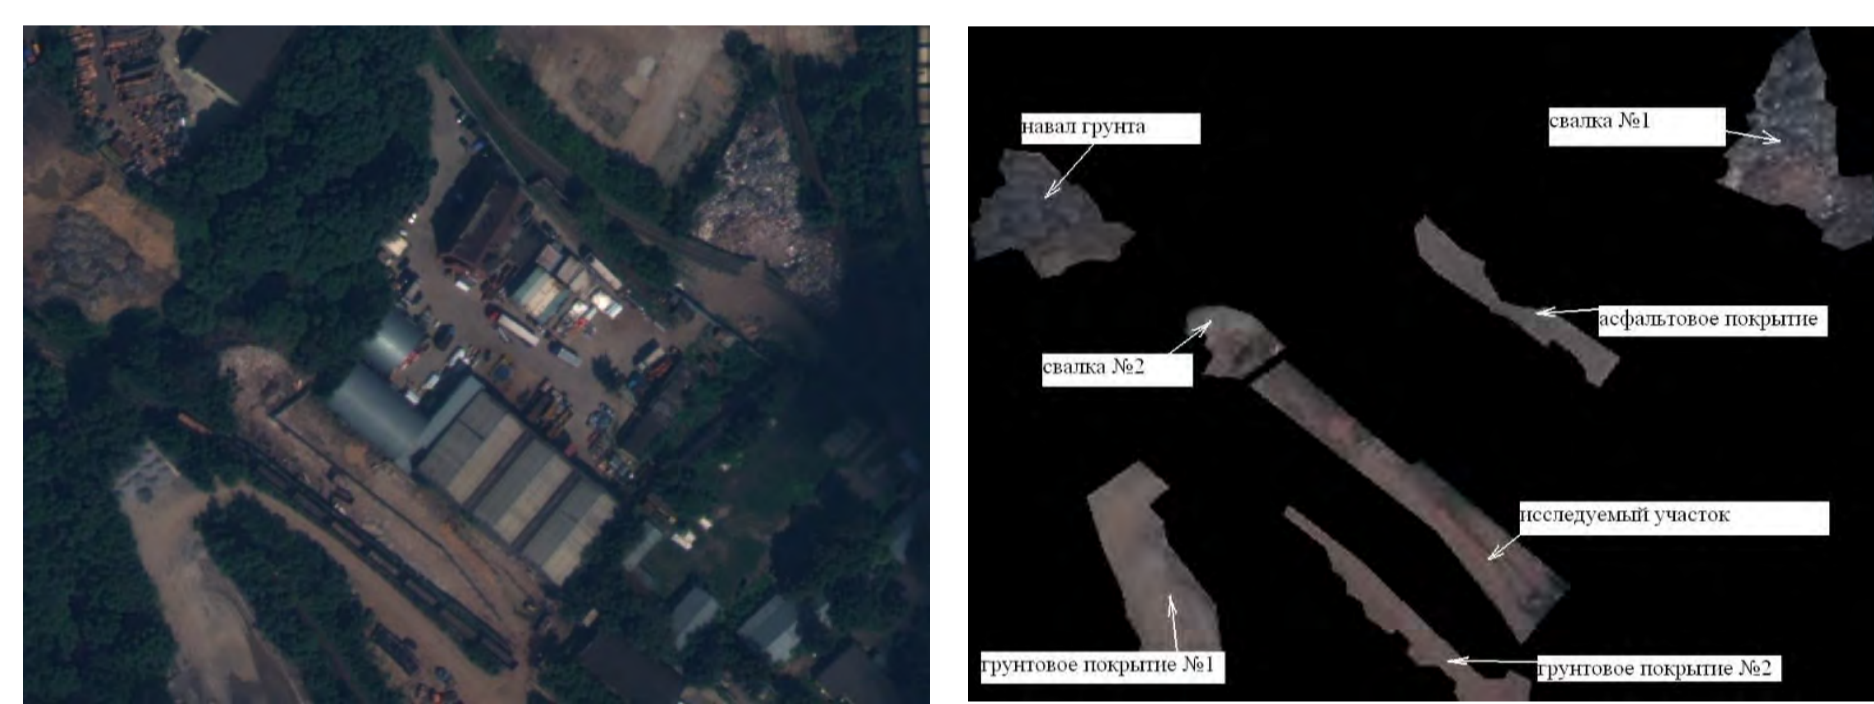 навал грунта
свалка №1
асфальтовое покрытие
свалка №2
исследуемый участок
грунтовое покрытие №1
грунтовое покрытие №2